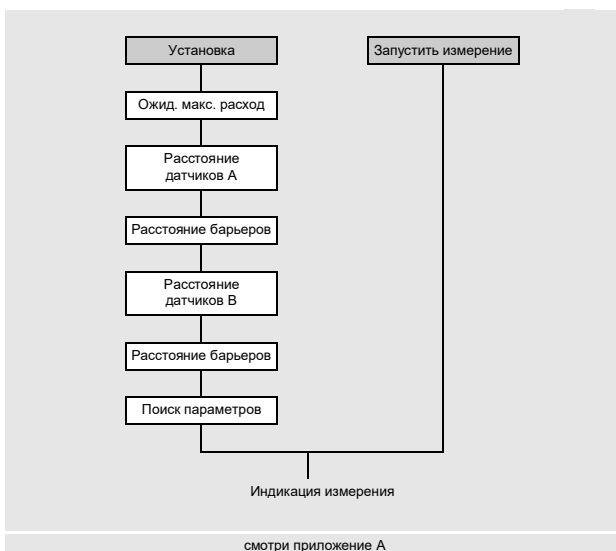 Установка
Запустить измерение
Ожид. макс. расход
Расстояние
датчиков A
Расстояние барьеров
Расстояние
датчиков B
Расстояние барьеров
Поиск параметров
Индикация измерения
смотри приложение A